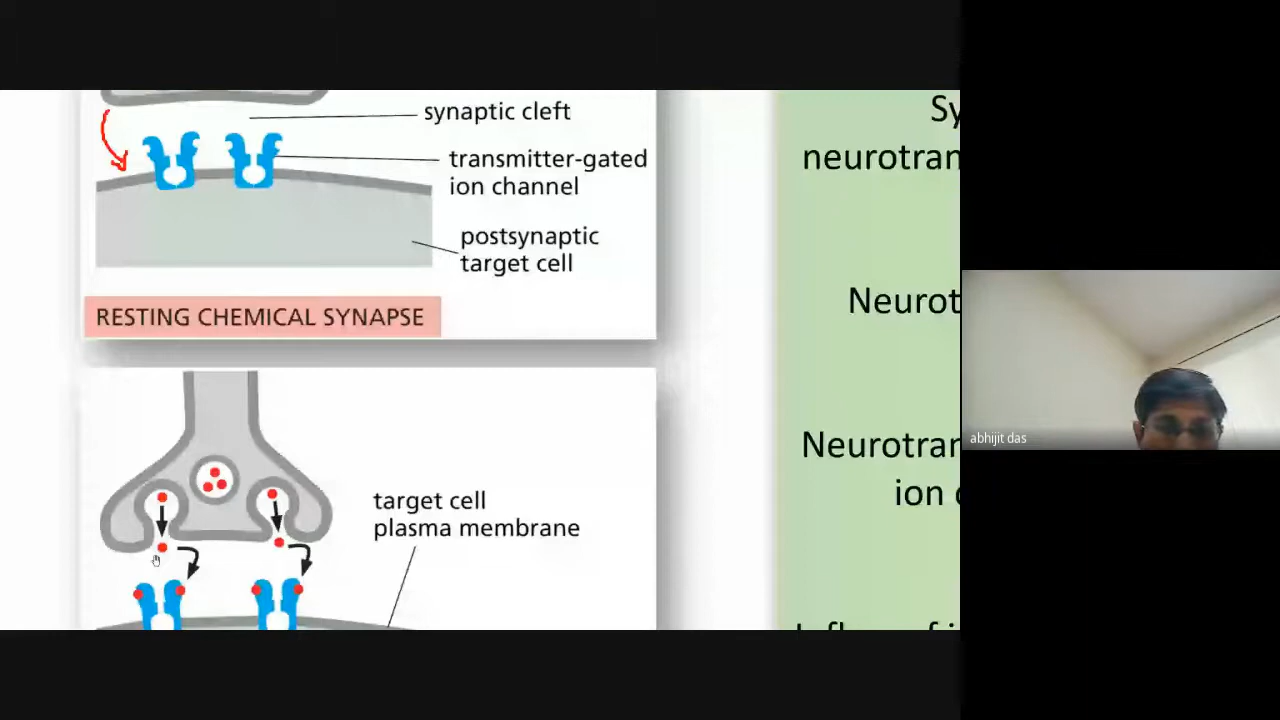 synaptic cleft
transmitter-gated
ion channel
postsynaptic
target cell
RESTING CHEMICAL SYNAPSE
target cell
plasma membrane
Sy
neurotran
Neurot
Neurotran
ion
abhijit das